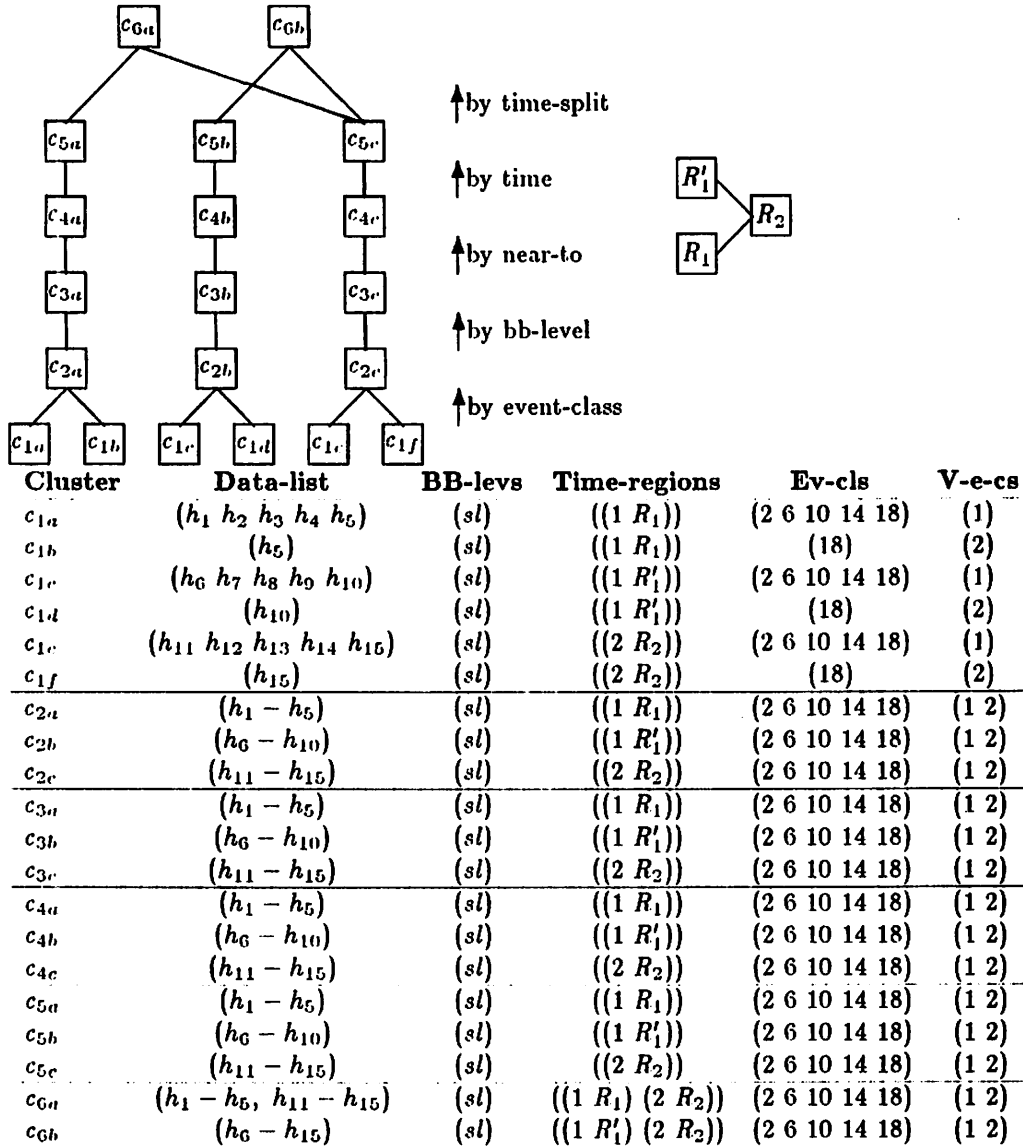 c₆ₐ c₆b
by time-split
c₅ₐ c₅b c₅c
by time
R′₁
c₄ₐ c₄b c₄c
R₂
by near-to
R₁
c₃ₐ c₃b c₃c
by bb-level
c₂ₐ c₂b c₂c
by event-class
c₁ₐ c₁b c₁c c₁d c₁ₑ c₁f
Cluster Data-list BB-levs Time-regions Ev-cls V-e-cs
c₁ₐ (h₁ h₂ h₃ h₄ h₅) (sl) ((1 R₁)) (2 6 10 14 18) (1)
c₁b (h₅) (sl) ((1 R₁)) (18) (2)
c₁c (h₆ h₇ h₈ h₉ h₁₀) (sl) ((1 R′₁)) (2 6 10 14 18) (1)
c₁d (h₁₀) (sl) ((1 R′₁)) (18) (2)
c₁ₑ (h₁₁ h₁₂ h₁₃ h₁₄ h₁₅) (sl) ((2 R₂)) (2 6 10 14 18) (1)
c₁f (h₁₅) (sl) ((2 R₂)) (18) (2)
c₂ₐ (h₁ − h₅) (sl) ((1 R₁)) (2 6 10 14 18) (1 2)
c₂b (h₆ − h₁₀) (sl) ((1 R′₁)) (2 6 10 14 18) (1 2)
c₂c (h₁₁ − h₁₅) (sl) ((2 R₂)) (2 6 10 14 18) (1 2)
c₃ₐ (h₁ − h₅) (sl) ((1 R₁)) (2 6 10 14 18) (1 2)
c₃b (h₆ − h₁₀) (sl) ((1 R′₁)) (2 6 10 14 18) (1 2)
c₃c (h₁₁ − h₁₅) (sl) ((2 R₂)) (2 6 10 14 18) (1 2)
c₄ₐ (h₁ − h₅) (sl) ((1 R₁)) (2 6 10 14 18) (1 2)
c₄b (h₆ − h₁₀) (sl) ((1 R′₁)) (2 6 10 14 18) (1 2)
c₄c (h₁₁ − h₁₅) (sl) ((2 R₂)) (2 6 10 14 18) (1 2)
c₅ₐ (h₁ − h₅) (sl) ((1 R₁)) (2 6 10 14 18) (1 2)
c₅b (h₆ − h₁₀) (sl) ((1 R′₁)) (2 6 10 14 18) (1 2)
c₅c (h₁₁ − h₁₅) (sl) ((2 R₂)) (2 6 10 14 18) (1 2)
c₆ₐ (h₁ − h₅, h₁₁ − h₁₅) (sl) ((1 R₁) (2 R₂)) (2 6 10 14 18) (1 2)
c₆b (h₆ − h₁₅) (sl) ((1 R′₁) (2 R₂)) (2 6 10 14 18) (1 2)